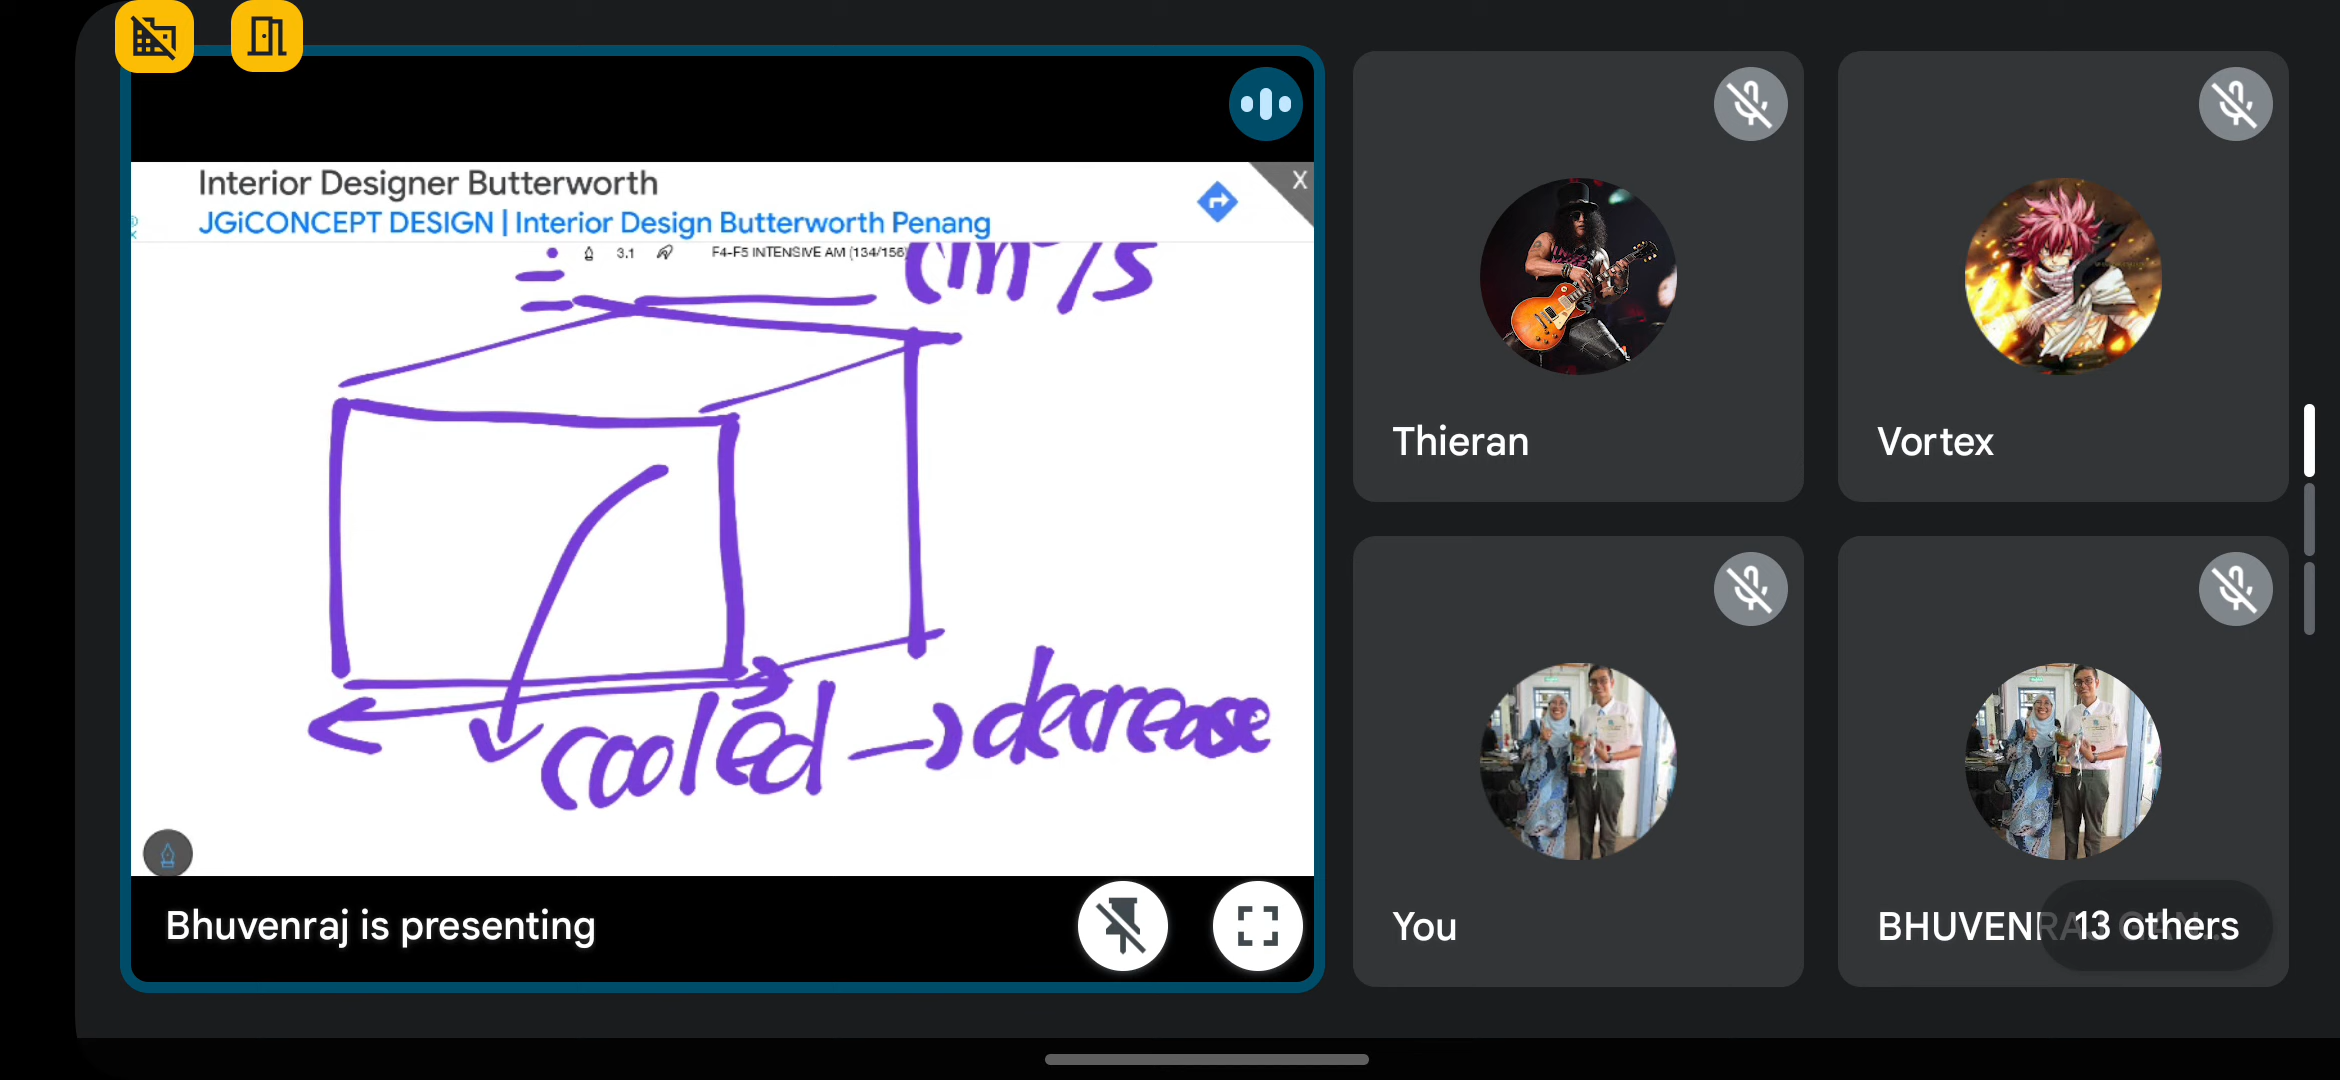 Interior Designer Butterworth
X
JGiCONCEPT DESIGN | Interior Design Butterworth Penang
3.1 F4-F5 INTENSIVE AM (134/156)
cooled → decrease
Bhuvenraj is presenting
Thieran
Vortex
You
BHUVENRA
13 others